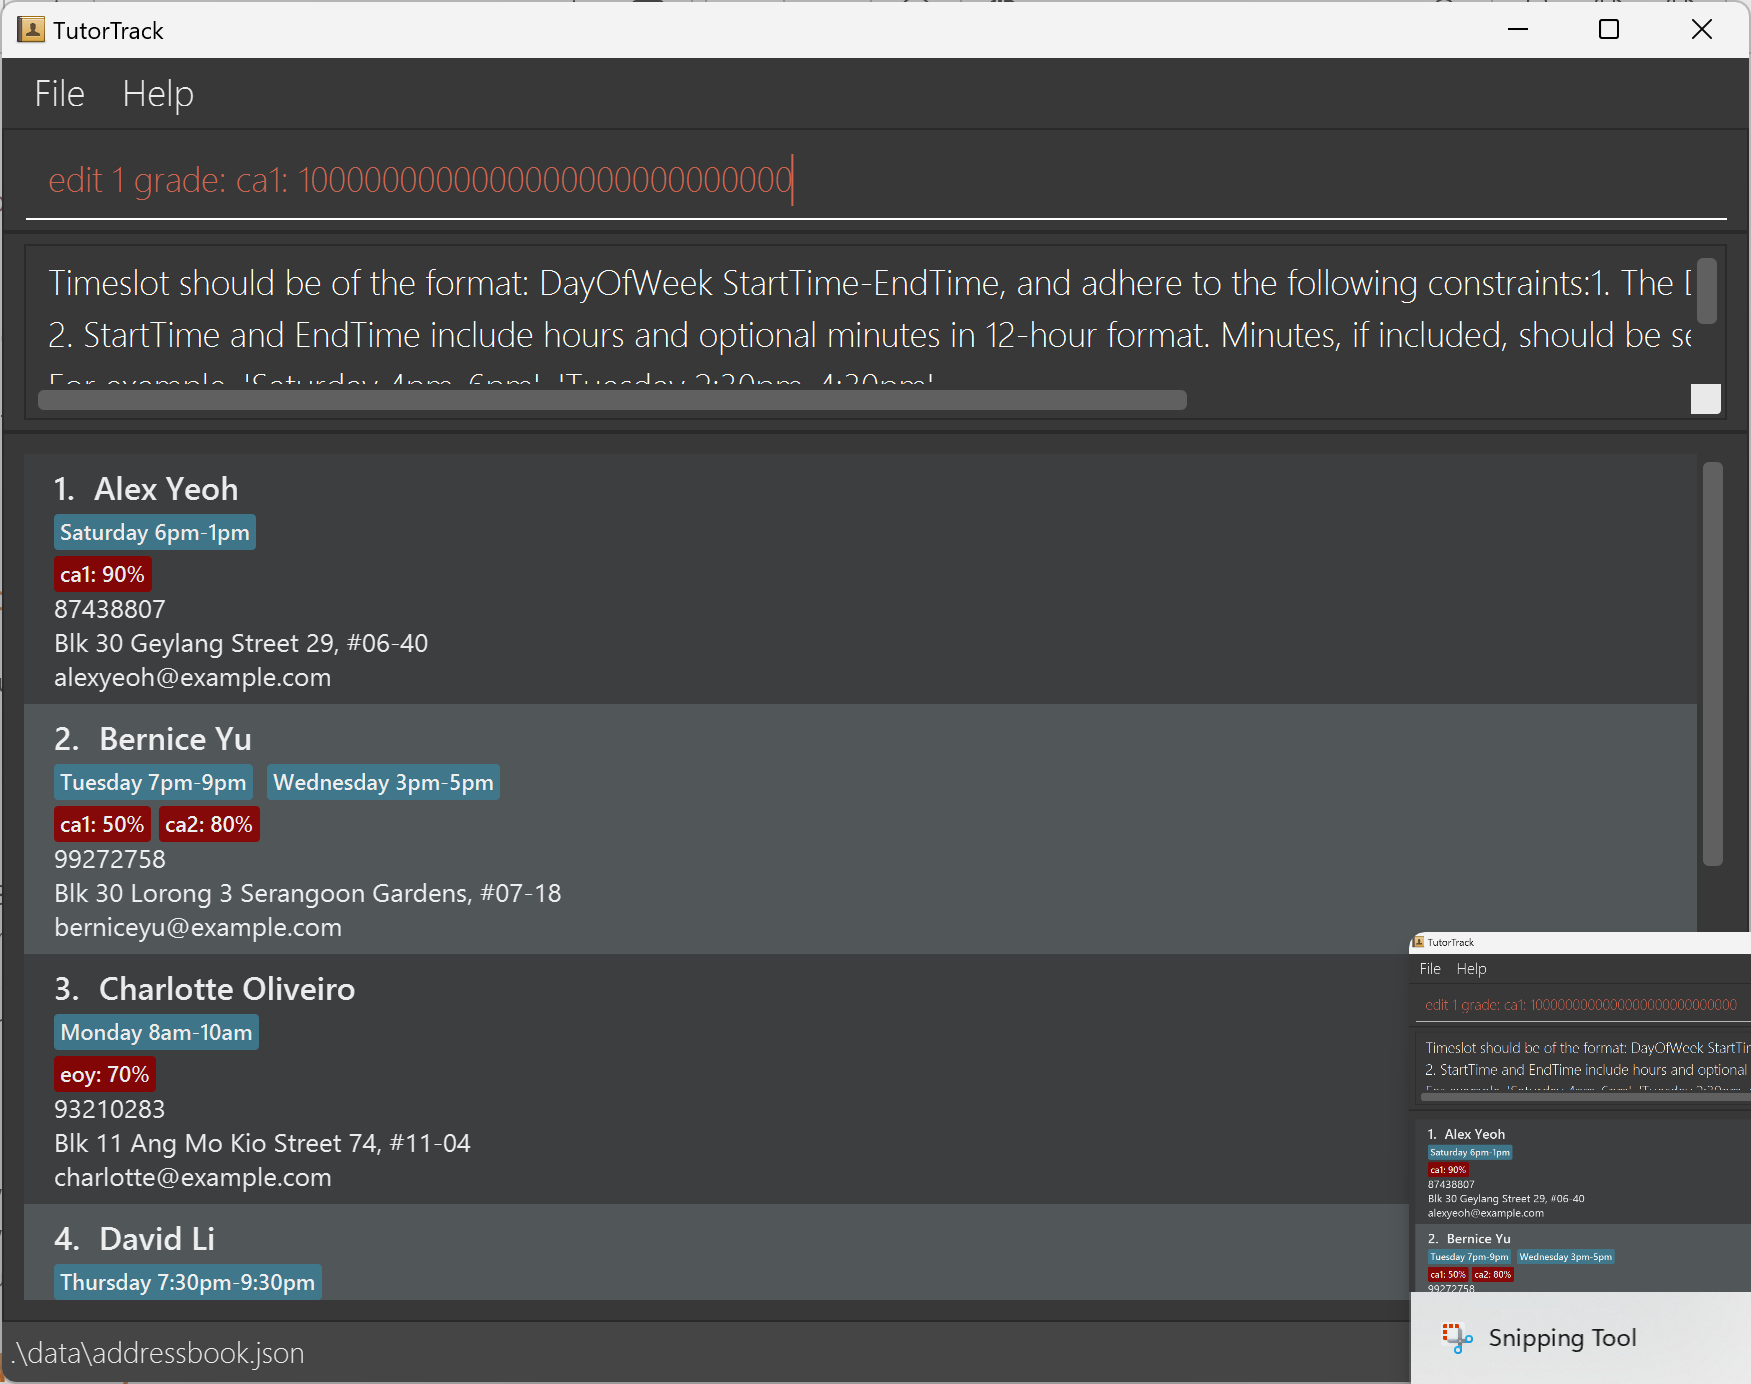 TutorTrack
File Help
edit 1 grade: ca1: 1000000000000000000000000000
Timeslot should be of the format: DayOfWeek StartTime-EndTime, and adhere to the following constraints:1. The
2. StartTime and EndTime include hours and optional minutes in 12-hour format. Minutes, if included, should be
For example, 'Saturday 4pm-6pm', 'Tuesday 2:30pm-4:30pm'
1. Alex Yeoh
Saturday 6pm-1pm
ca1: 90%
87438807
Blk 30 Geylang Street 29, #06-40
alexyeoh@example.com
2. Bernice Yu
Tuesday 7pm-9pm Wednesday 3pm-5pm
ca1: 50% ca2: 80%
99272758
Blk 30 Lorong 3 Serangoon Gardens, #07-18
berniceyu@example.com
3. Charlotte Oliveiro
Monday 8am-10am
eoy: 70%
93210283
Blk 11 Ang Mo Kio Street 74, #11-04
charlotte@example.com
4. David Li
Thursday 7:30pm-9:30pm
.\data\addressbook.json
TutorTrack
File Help
edit 1 grade: ca1: 1000000000000000000000000000
Timeslot should be of the format: DayOfWeek
2. StartTime and EndTime include hours and optional
1. Alex Yeoh
Saturday 6pm-1pm
ca1: 90%
87438807
Blk 30 Geylang Street 29, #06-40
alexyeoh@example.com
2. Bernice Yu
Tuesday 7pm-9pm Wednesday 3pm-5pm
ca1: 50% ca2: 80%
99272758
Snipping Tool